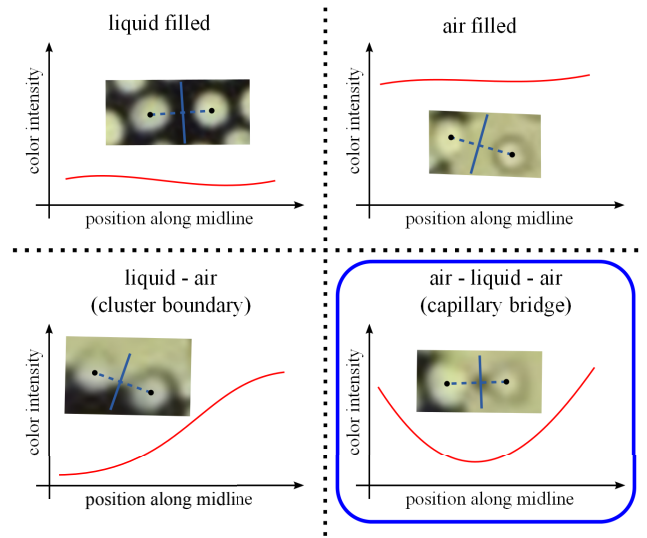 liquid filled
color intensity
position along midline
air filled
color intensity
position along midline
liquid - air
(cluster boundary)
color intensity
position along midline
air - liquid - air
(capillary bridge)
color intensity
position along midline